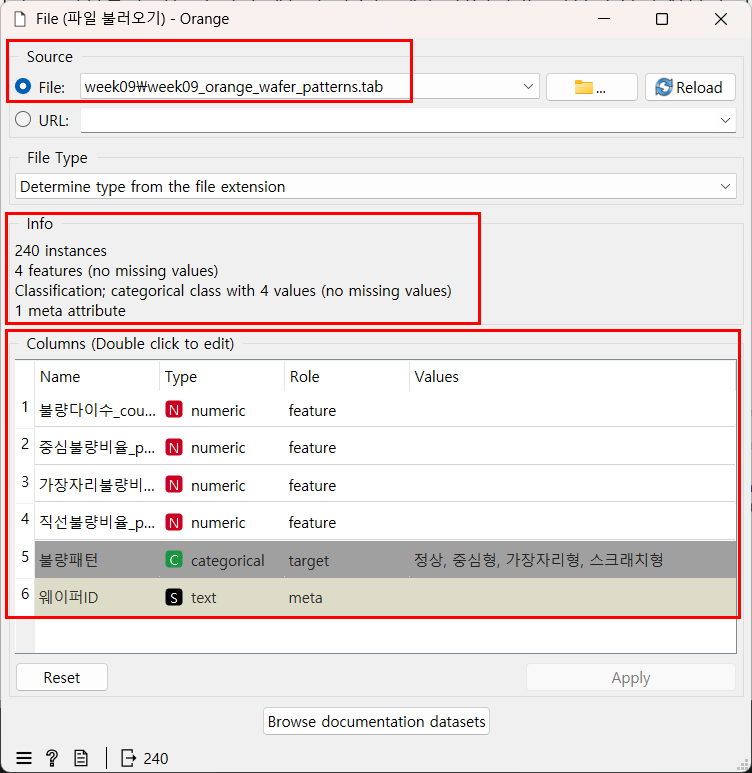 File (파일 불러오기) - Orange
Source
File: week09₩week09_orange_wafer_patterns.tab ... Reload
URL:
File Type
Determine type from the file extension
Info
240 instances
4 features (no missing values)
Classification; categorical class with 4 values (no missing values)
1 meta attribute
Columns (Double click to edit)
Name Type Role Values
1 불량다이수_cou... N numeric feature
2 중심불량비율_p... N numeric feature
3 가장자리불량비... N numeric feature
4 직선불량비율_p... N numeric feature
5 불량패턴 C categorical target 정상, 중심형, 가장자리형, 스크래치형
6 웨이퍼ID S text meta
Reset Apply
Browse documentation datasets
? 240